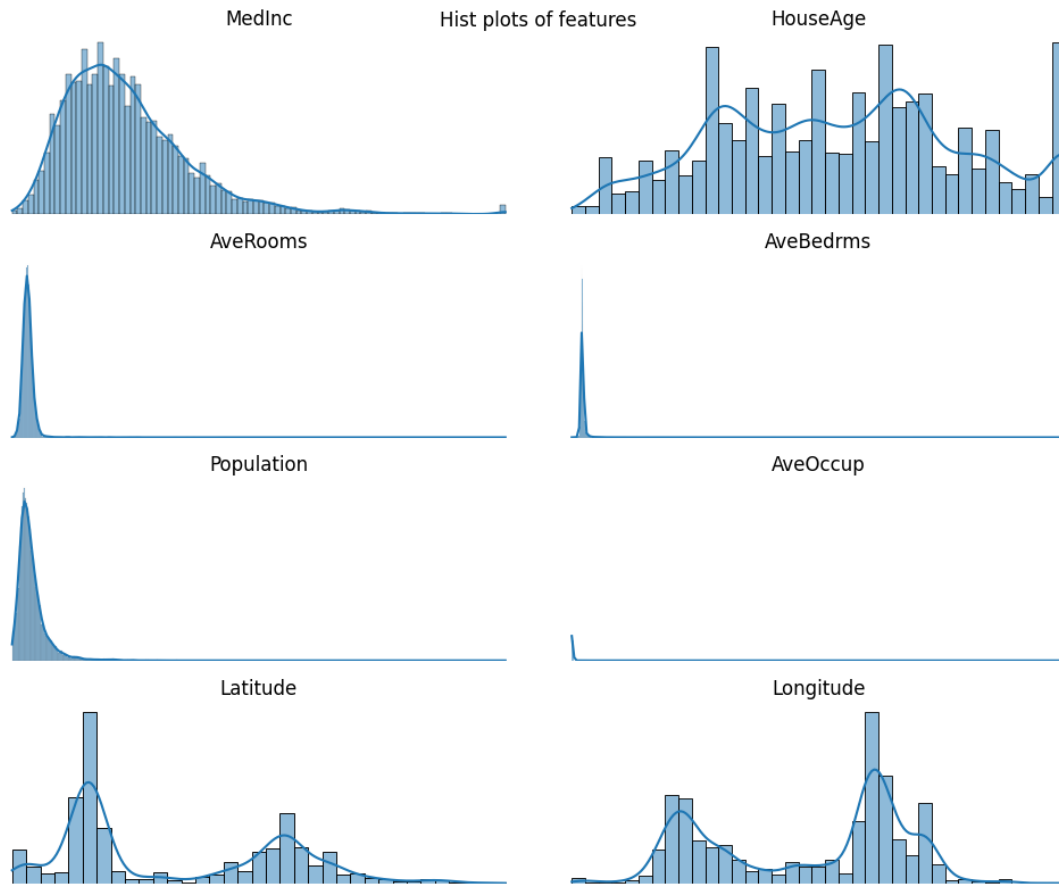 Hist plots of features
MedInc
HouseAge
AveRooms
AveBedrms
Population
AveOccup
Latitude
Longitude